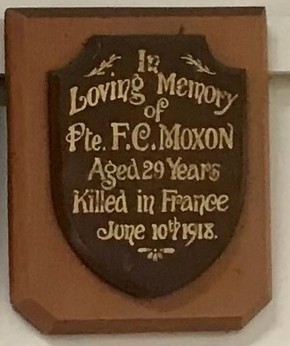 In
Loving Memory
of
Pte. F.C. MOXON
Aged 29 Years
Killed in France
June 10th 1918.